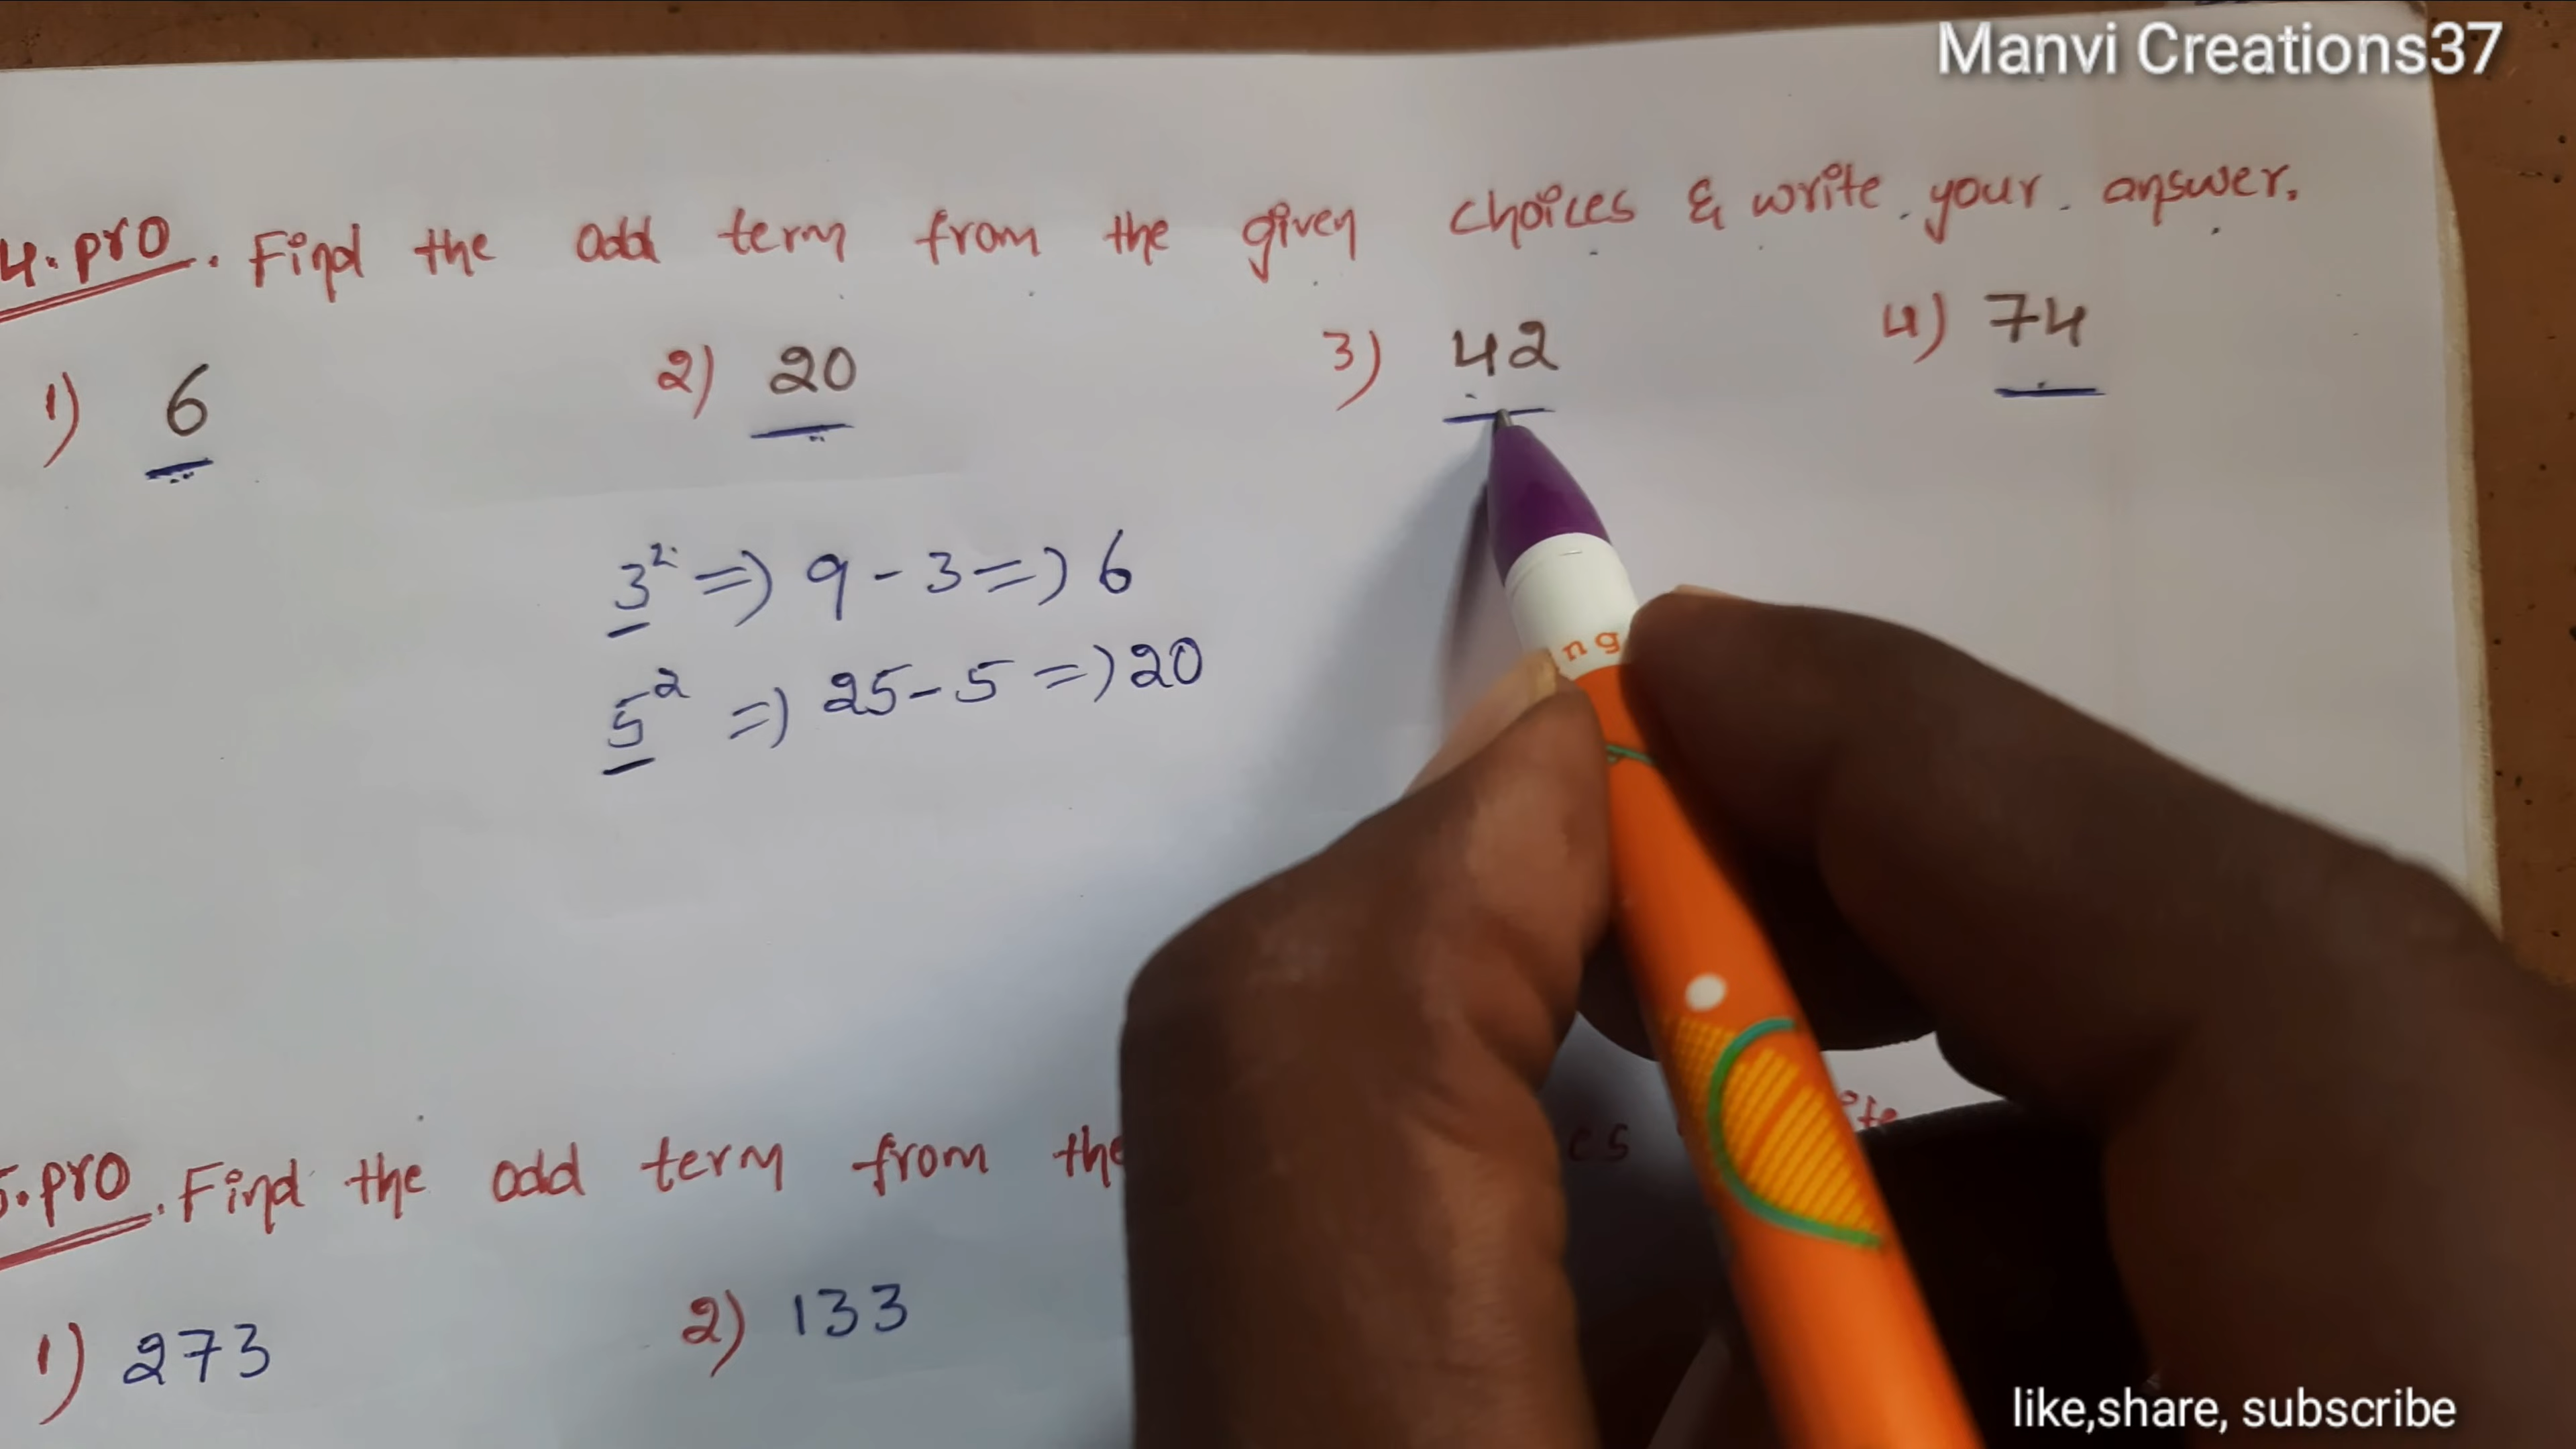 Manvi Creations37
4.pro. Find the odd term from the given choices & write your answer.
1) 6 2) 20 3) 42 4) 74
3² => 9 - 3 => 6
5² => 25 - 5 => 20
ng
5.pro. Find the odd term from the
1) 273 2) 133
like,share, subscribe